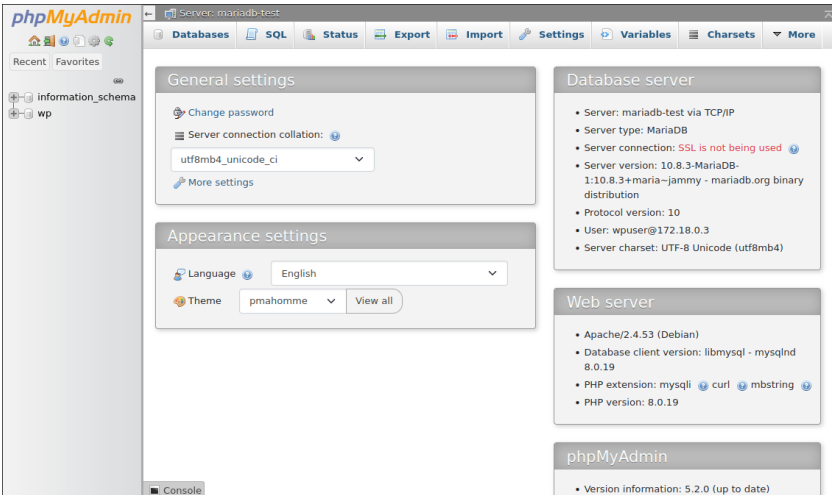 phpMyAdmin
Recent Favorites
information_schema
wp
Server: mariadb-test
Databases SQL Status Export Import Settings Variables Charsets More
General settings
Change password
Server connection collation:
utf8mb4_unicode_ci
More settings
Appearance settings
Language English
Theme pmahomme View all
Database server
• Server: mariadb-test via TCP/IP
• Server type: MariaDB
• Server connection: SSL is not being used
• Server version: 10.8.3-MariaDB-
1:10.8.3+maria~jammy - mariadb.org binary
distribution
• Protocol version: 10
• User: wpuser@172.18.0.3
• Server charset: UTF-8 Unicode (utf8mb4)
Web server
• Apache/2.4.53 (Debian)
• Database client version: libmysql - mysqlnd
8.0.19
• PHP extension: mysqli curl mbstring
• PHP version: 8.0.19
phpMyAdmin
• Version information: 5.2.0 (up to date)
Console